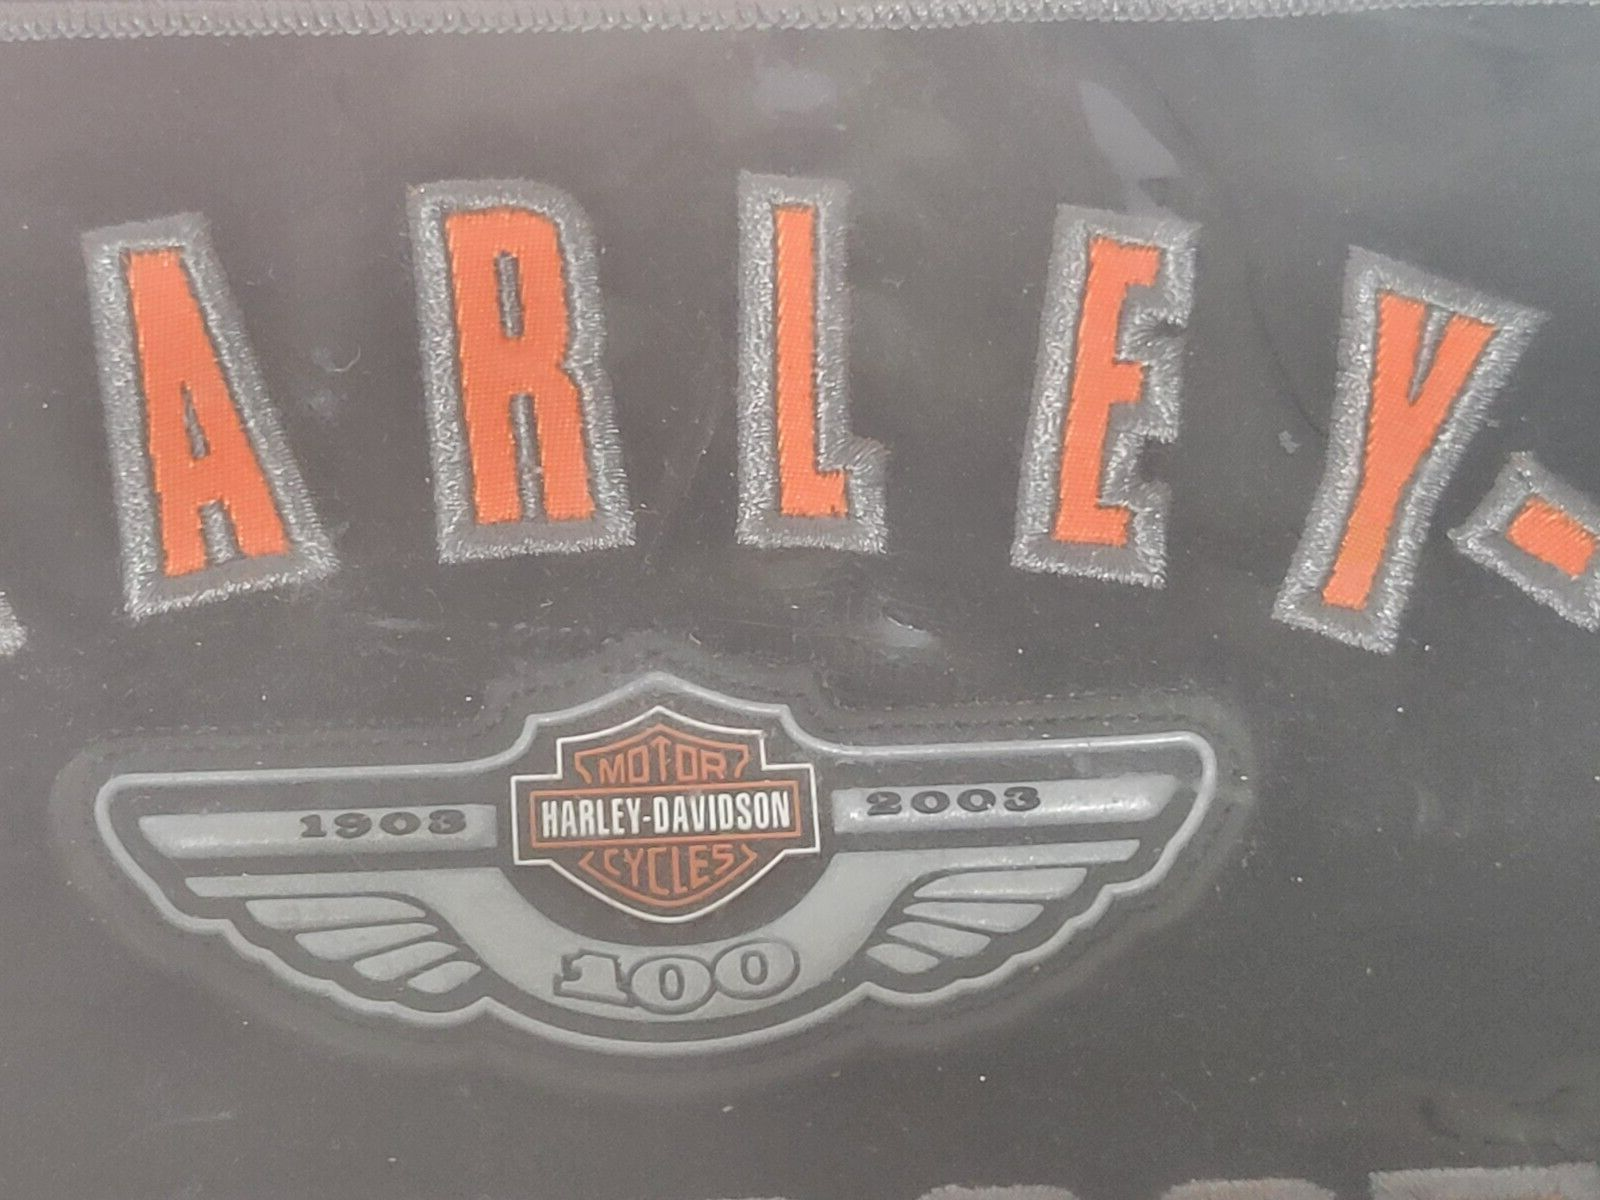 ARLEY-
MOTOR
1903 HARLEY-DAVIDSON 2003
CYCLES
100